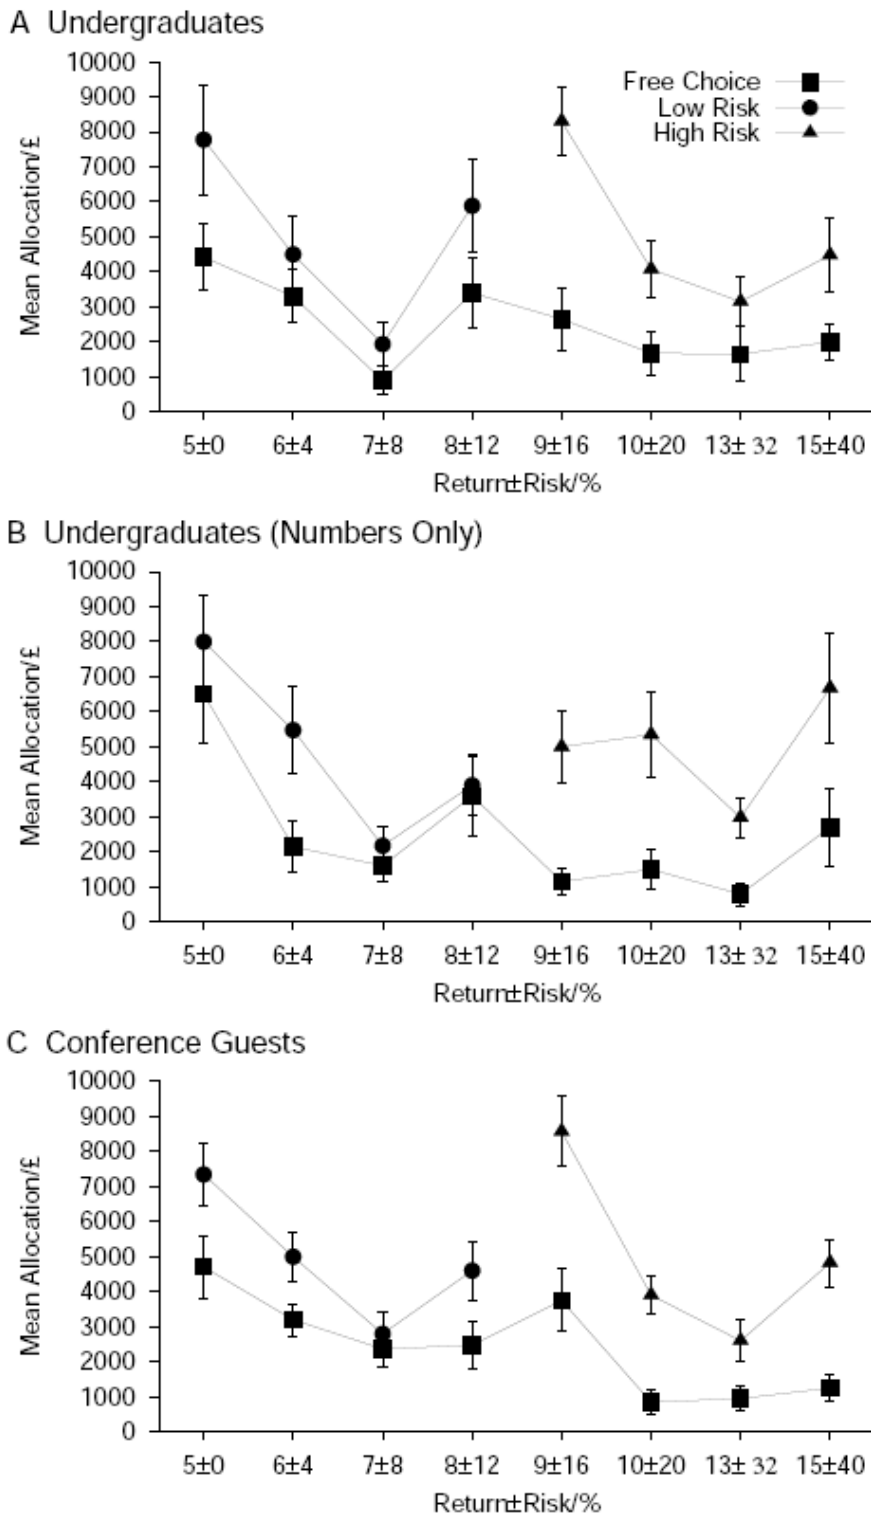 A Undergraduates
10000
9000
8000
7000
6000
5000
4000
3000
2000
1000
0
Mean Allocation/£
Free Choice
Low Risk
High Risk
5±0 6±4 7±8 8±12 9±16 10±20 13± 32 15±40
Return±Risk/%
B Undergraduates (Numbers Only)
10000
9000
8000
7000
6000
5000
4000
3000
2000
1000
0
Mean Allocation/£
5±0 6±4 7±8 8±12 9±16 10±20 13± 32 15±40
Return±Risk/%
C Conference Guests
10000
9000
8000
7000
6000
5000
4000
3000
2000
1000
0
Mean Allocation/£
5±0 6±4 7±8 8±12 9±16 10±20 13± 32 15±40
Return±Risk/%